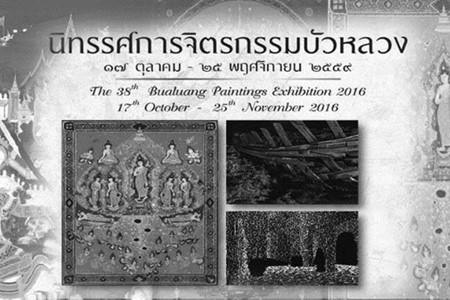 นิทรรศการจิตรกรรมบัวหลวง
๑๗ ตุลาคม - ๒๕ พฤศจิกายน ๒๕๕๙
The 38th Bualuang Paintings Exhibition 2016
17th October - 25th November 2016